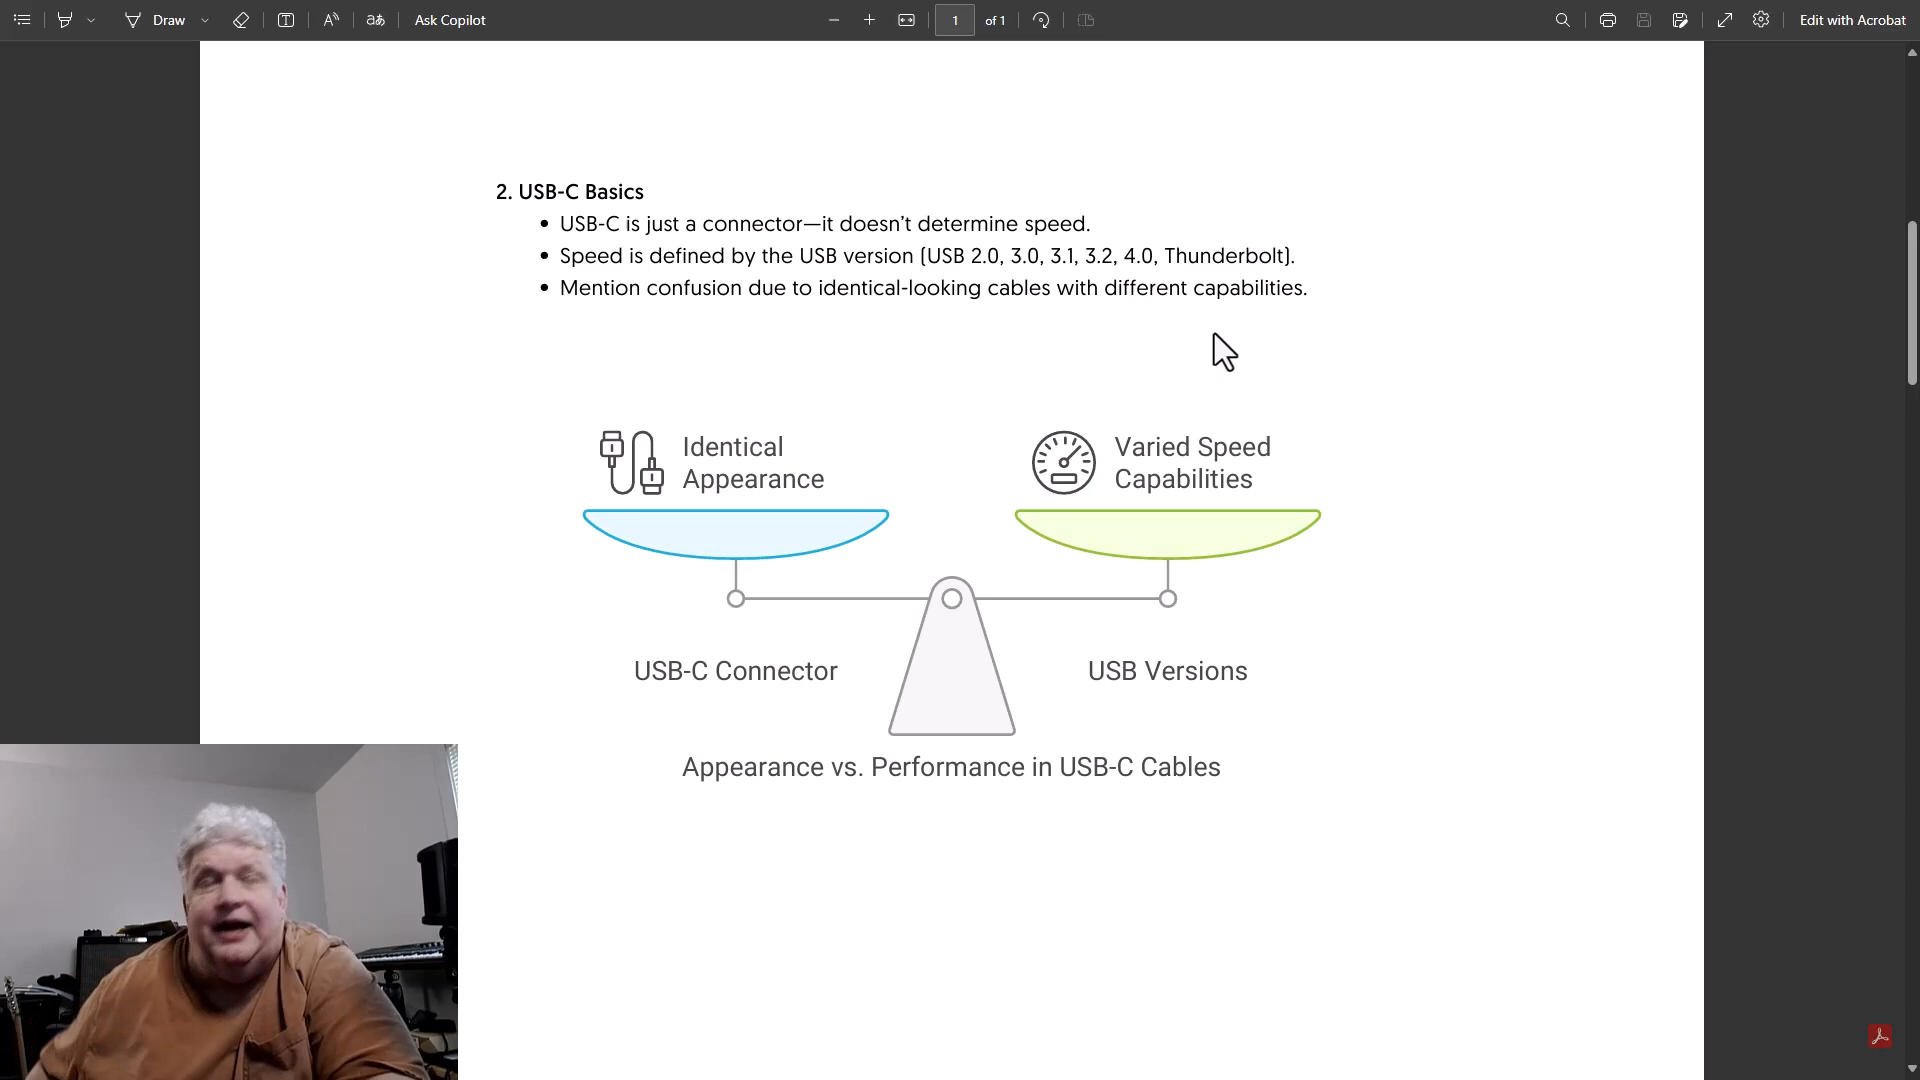 Draw
Ask Copilot
1 of 1
Edit with Acrobat
2. USB-C Basics
• USB-C is just a connector—it doesn’t determine speed.
• Speed is defined by the USB version (USB 2.0, 3.0, 3.1, 3.2, 4.0, Thunderbolt).
• Mention confusion due to identical-looking cables with different capabilities.
Identical
Appearance
Varied Speed
Capabilities
USB-C Connector
USB Versions
Appearance vs. Performance in USB-C Cables